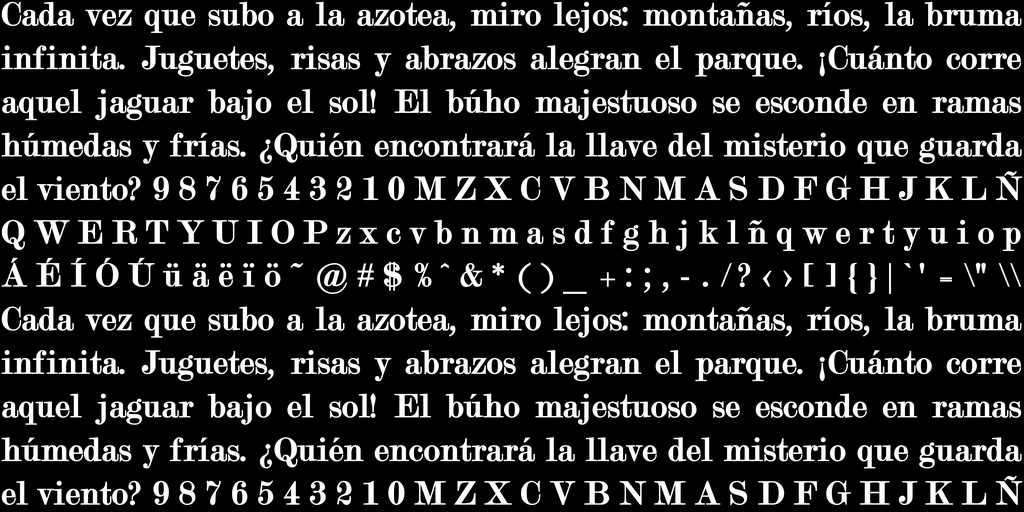 Cada vez que subo a la azotea, miro lejos: montañas, ríos, la bruma
infinita. Juguetes, risas y abrazos alegran el parque. ¡Cuánto corre
aquel jaguar bajo el sol! El búho majestuoso se esconde en ramas
húmedas y frías. ¿Quién encontrará la llave del misterio que guarda
el viento? 9 8 7 6 5 4 3 2 1 0 M Z X C V B N M A S D F G H J K L Ñ
Q W E R T Y U I O P z x c v b n m a s d f g h j k l ñ q w e r t y u i o p
Á É Í Ó Ú ü ä ë ï ö ~ @ # $ % ^ & * ( ) _ + : ; , - . / ? ‹ › [ ] { } | ` ' = \" \\
Cada vez que subo a la azotea, miro lejos: montañas, ríos, la bruma
infinita. Juguetes, risas y abrazos alegran el parque. ¡Cuánto corre
aquel jaguar bajo el sol! El búho majestuoso se esconde en ramas
húmedas y frías. ¿Quién encontrará la llave del misterio que guarda
el viento? 9 8 7 6 5 4 3 2 1 0 M Z X C V B N M A S D F G H J K L Ñ